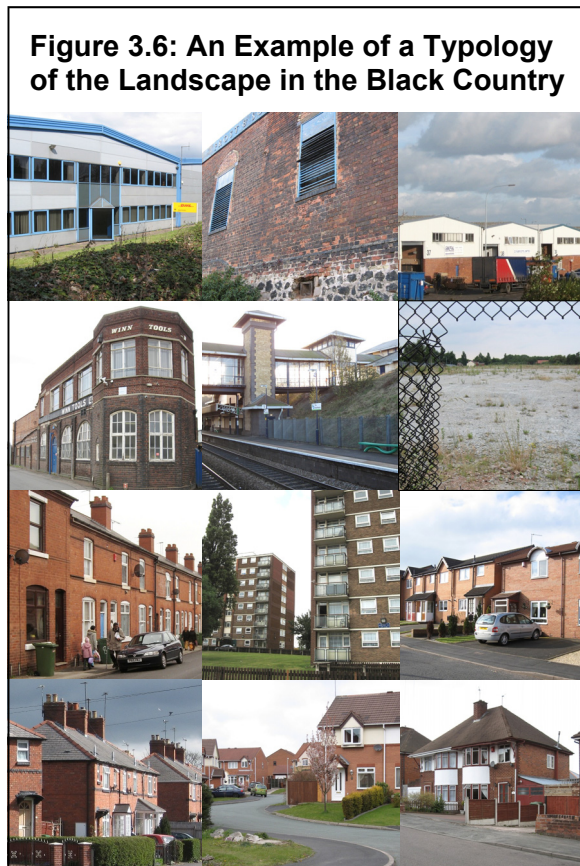 Figure 3.6: An Example of a Typology
of the Landscape in the Black Country
WINN TOOLS
WINN TOOLS C